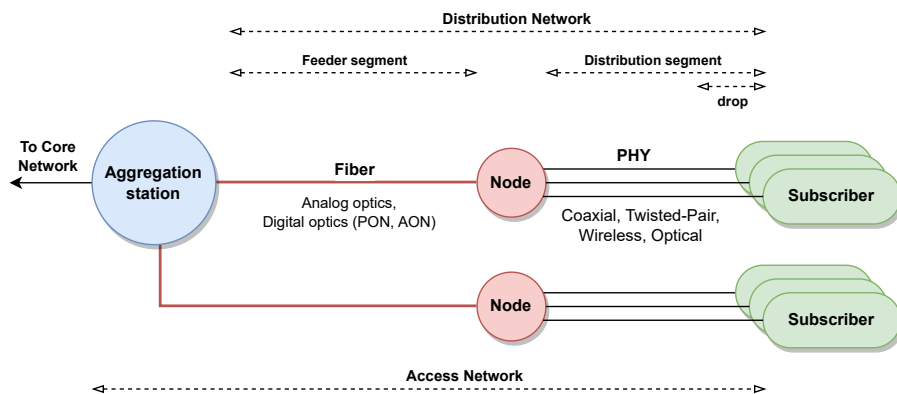 Distribution Network
Feeder segment
Distribution segment
drop
To Core
Network
Aggregation
station
Fiber
Analog optics,
Digital optics (PON, AON)
Node
PHY
Coaxial, Twisted-Pair,
Wireless, Optical
Subscriber
Node
Subscriber
Access Network